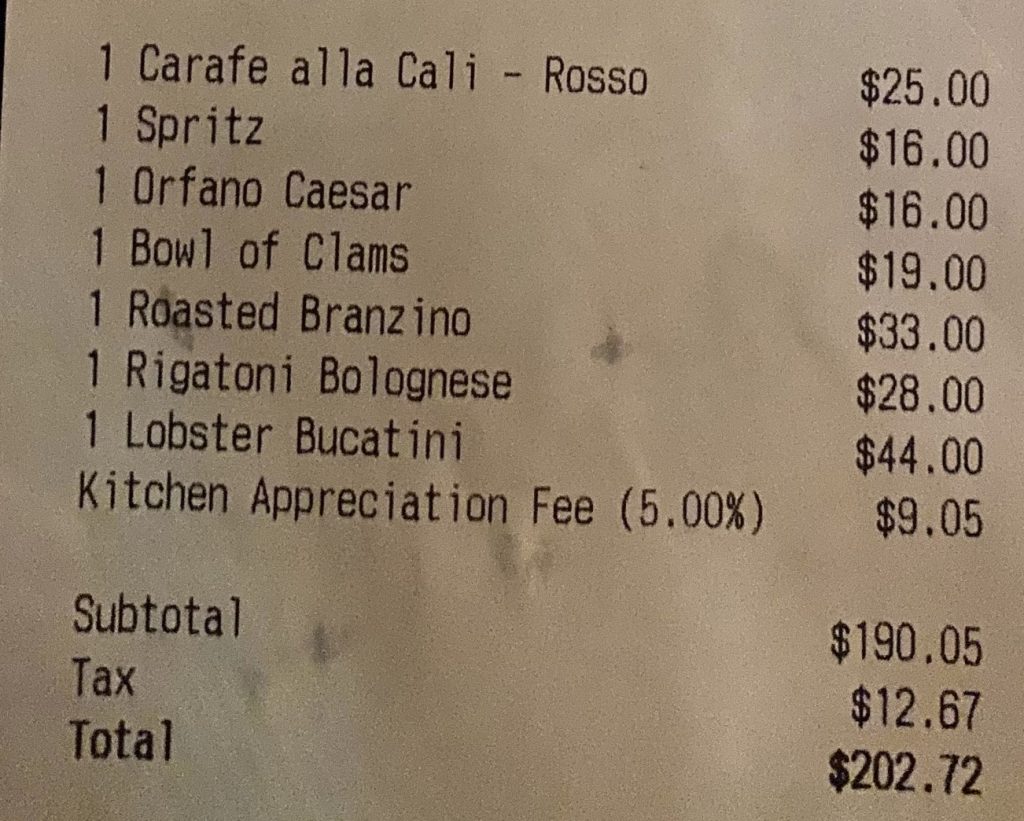 1 Carafe alla Cali - Rosso $25.00
1 Spritz $16.00
1 Orfano Caesar $16.00
1 Bowl of Clams $19.00
1 Roasted Branzino $33.00
1 Rigatoni Bolognese $28.00
1 Lobster Bucatini $44.00
Kitchen Appreciation Fee (5.00%) $9.05
Subtotal $190.05
Tax $12.67
Total $202.72